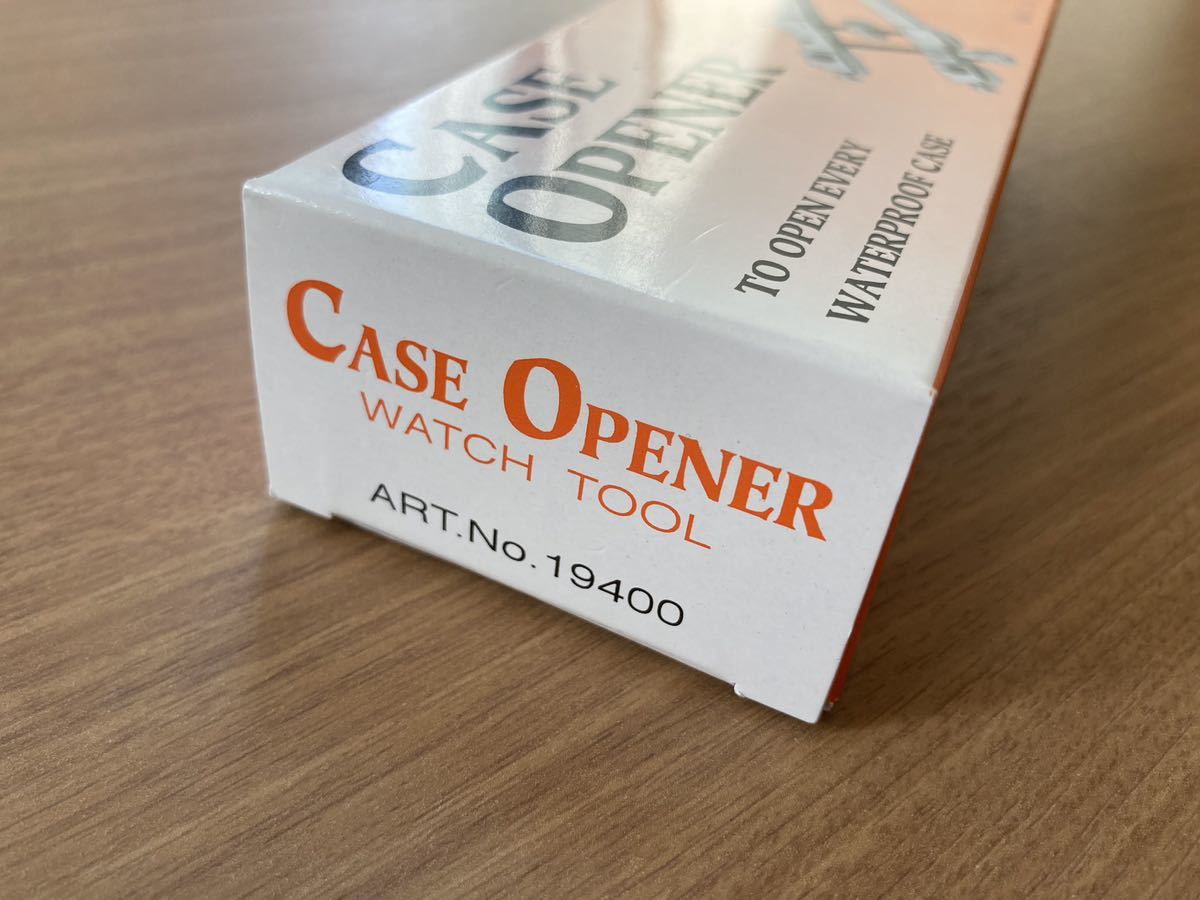 CASE
OPENER
TO OPEN EVERY
WATERPROOF CASE
CASE OPENER
WATCH TOOL
ART.No.19400